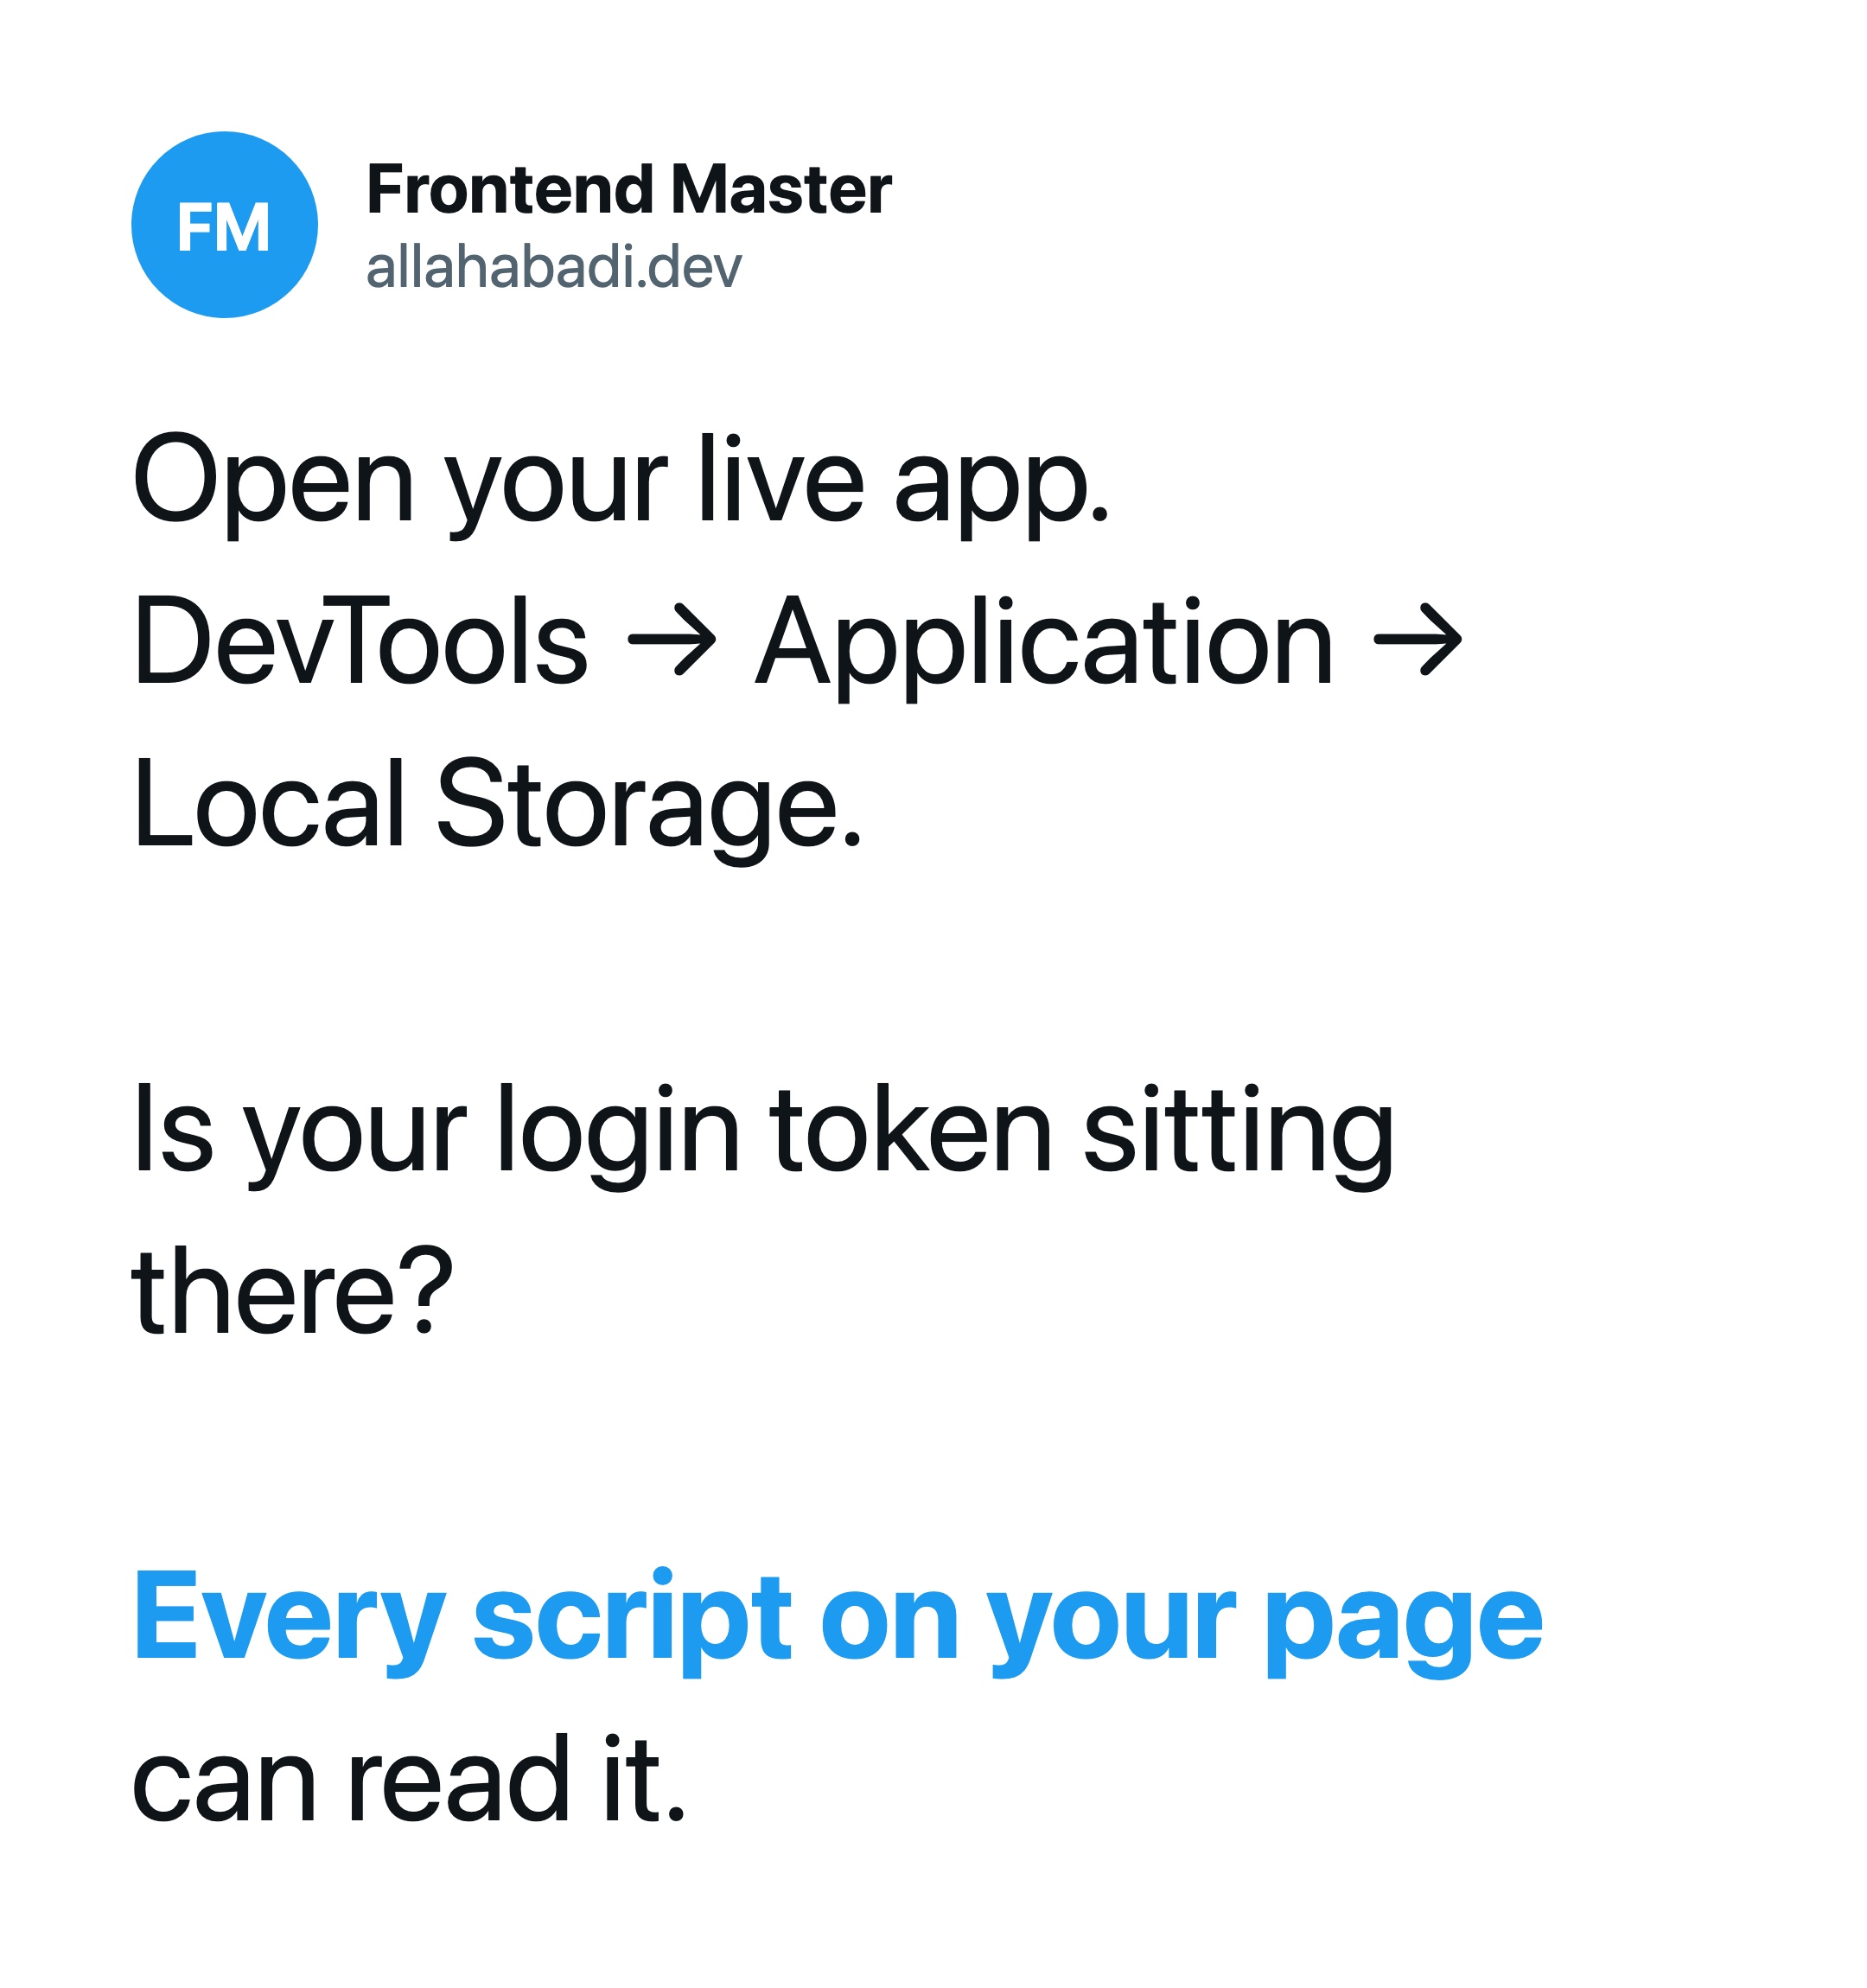 FM
Frontend Master
allahabadi.dev
Open your live app.
DevTools → Application →
Local Storage.
Is your login token sitting
there?
Every script on your page
can read it.